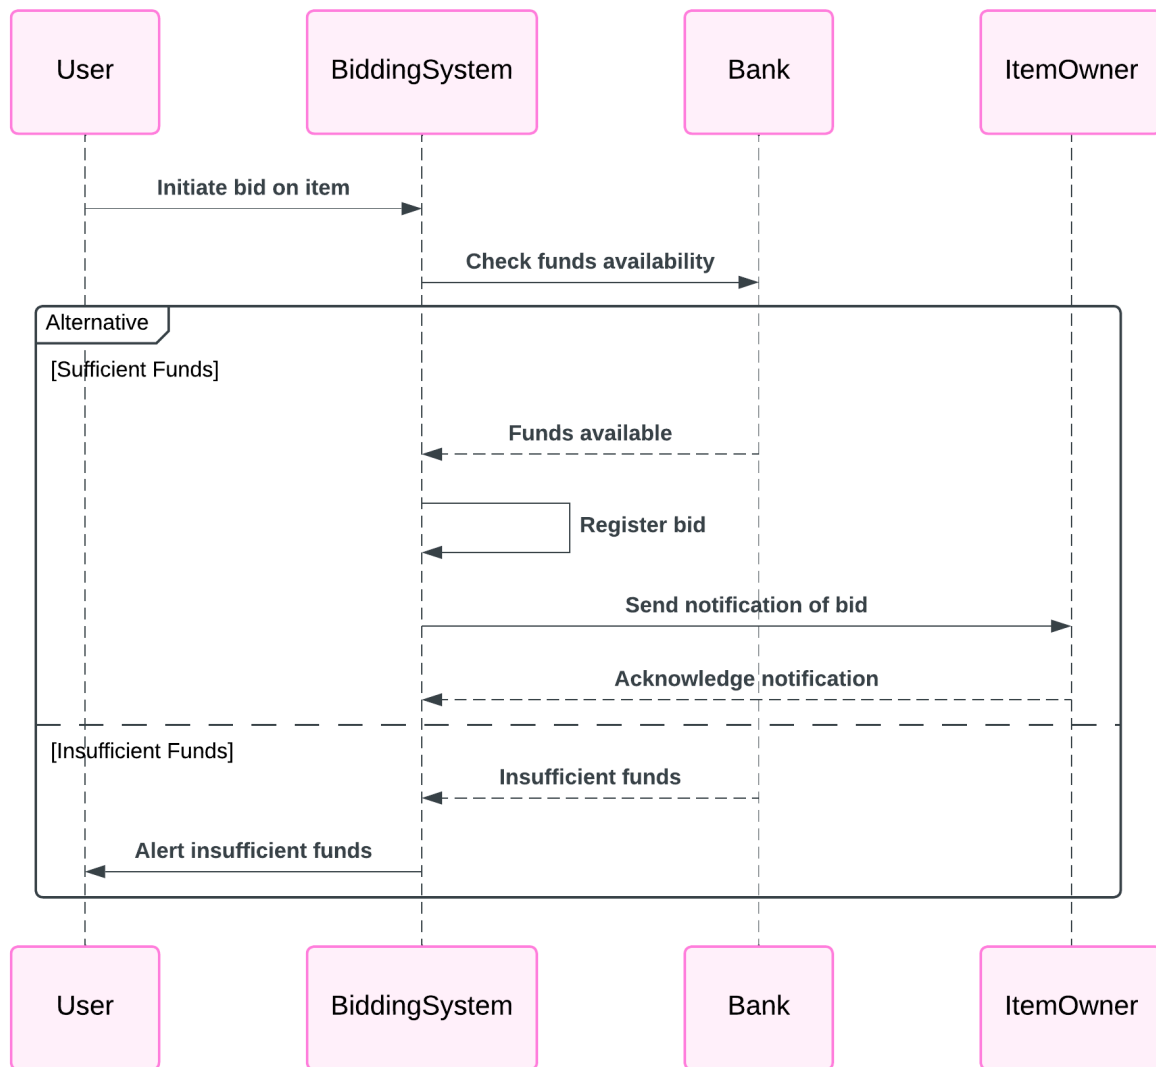 User
BiddingSystem
Bank
ItemOwner
Initiate bid on item
Check funds availability
Alternative
[Sufficient Funds]
Funds available
Register bid
Send notification of bid
Acknowledge notification
[Insufficient Funds]
Insufficient funds
Alert insufficient funds
User
BiddingSystem
Bank
ItemOwner